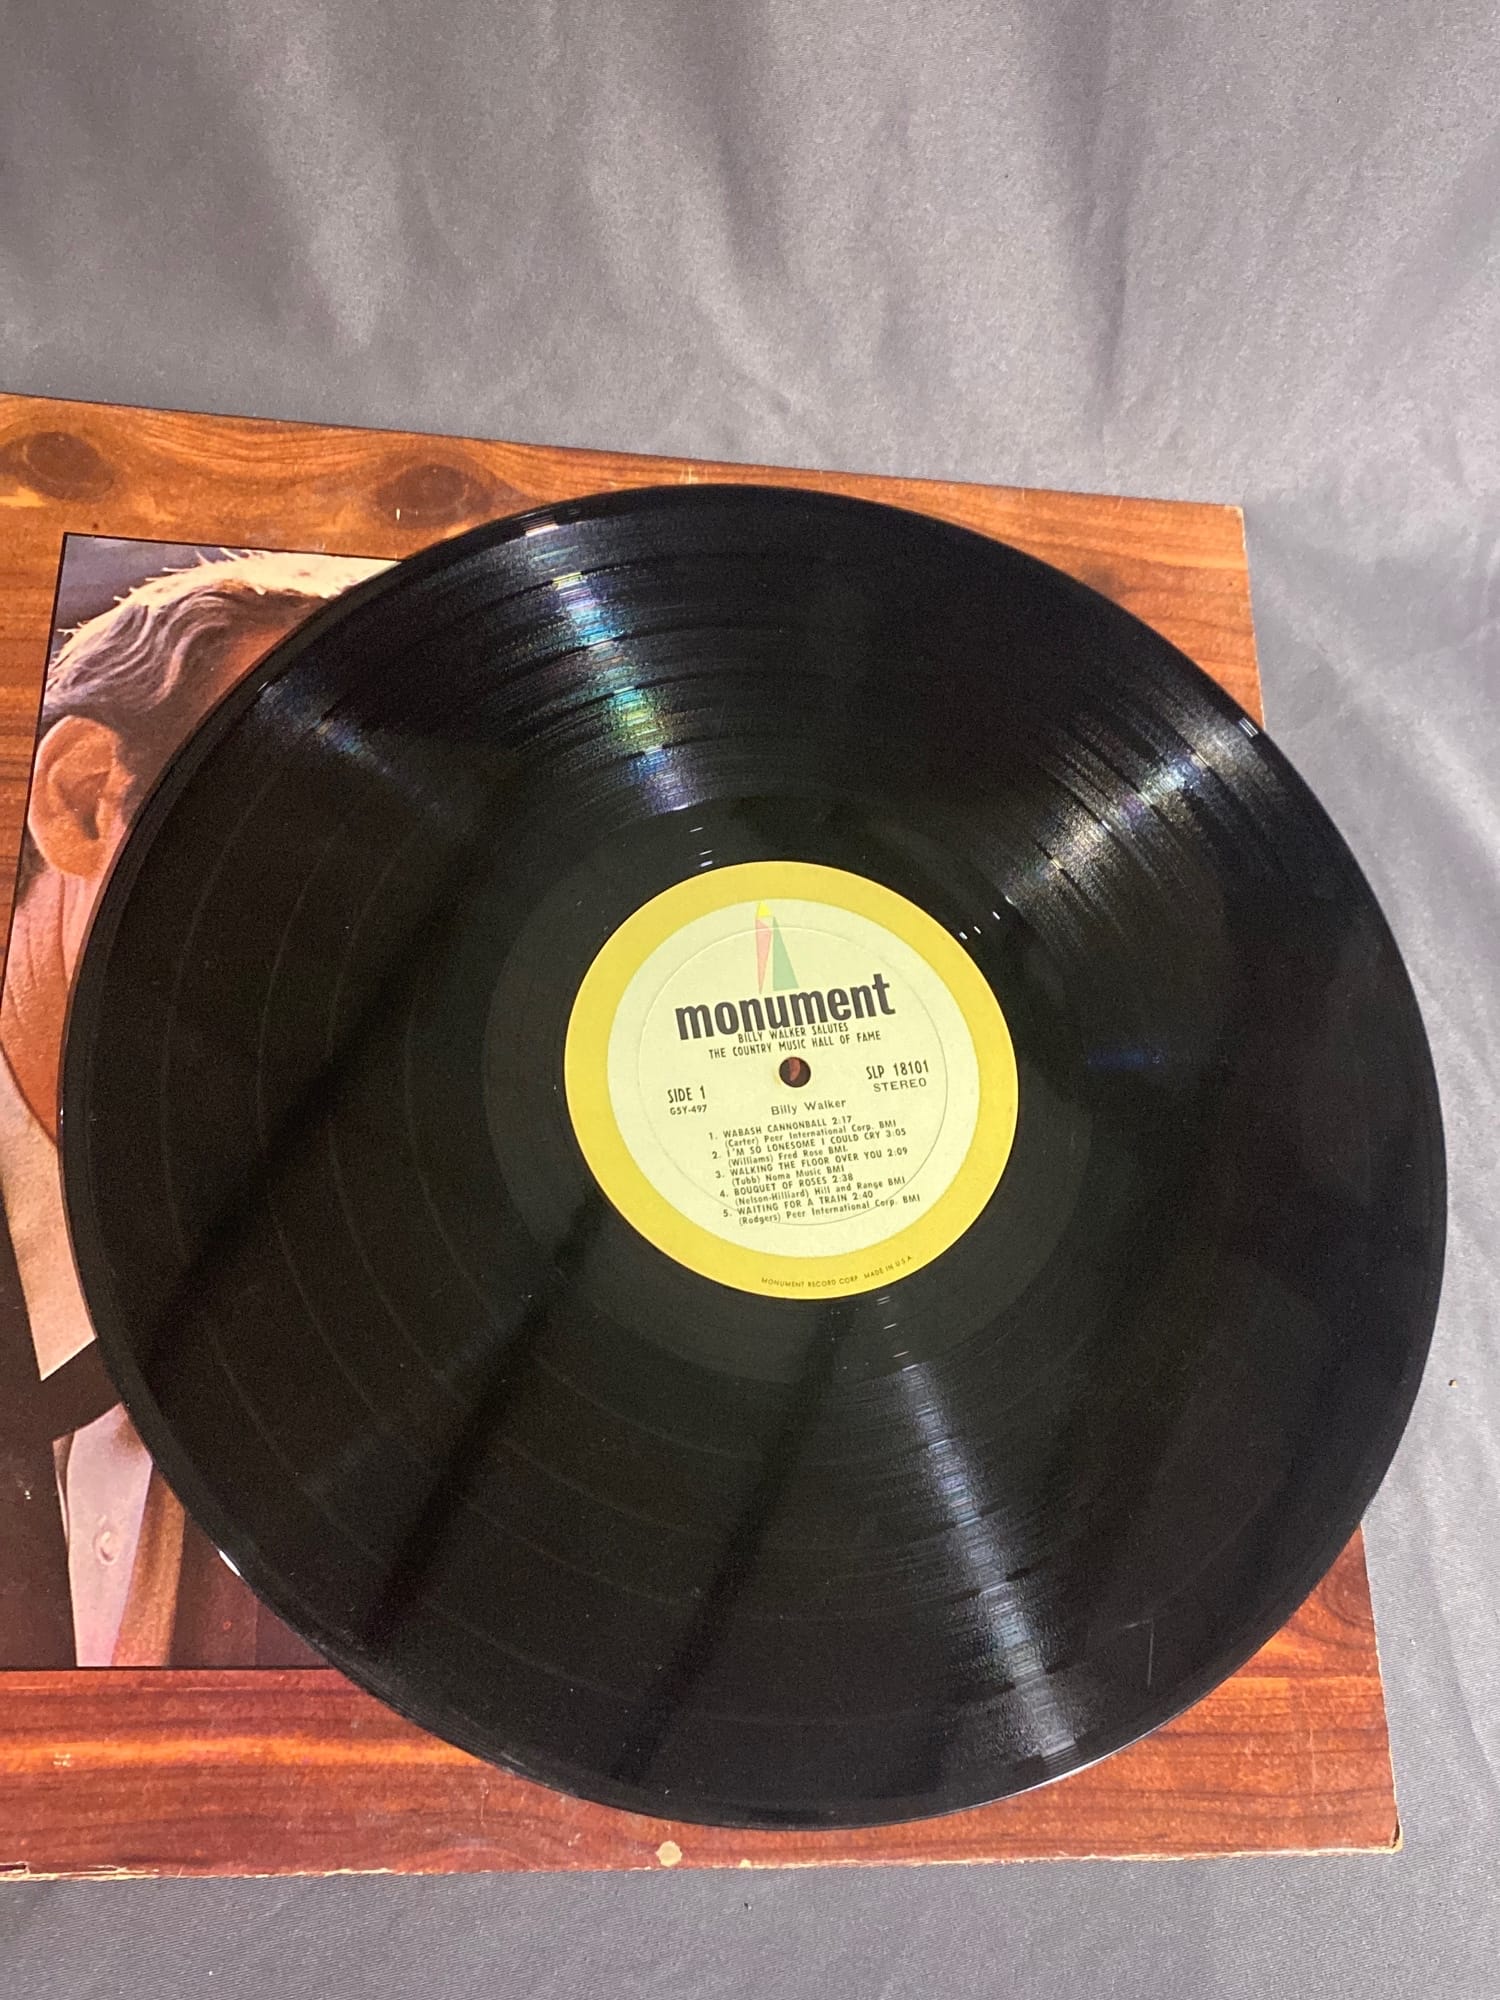 monument
BILLY WALKER SALUTES
THE COUNTRY MUSIC HALL OF FAME
SIDE 1
GSY-497
SLP 18101
STEREO
Billy Walker
1. WABASH CANNONBALL 2:17
(Carter) Peer International Corp. BMI
2. I'M SO LONESOME I COULD CRY 3:05
(Williams) Fred Rose BMI.
3. WALKING THE FLOOR OVER YOU 2:09
(Tubb) Noma Music BMI
4. BOUQUET OF ROSES 2:38
(Nelson-Hilliard) Hill and Range BMI
5. WAITING FOR A TRAIN 2:40
(Rodgers) Peer International Corp. BMI
MONUMENT RECORD CORP. MADE IN U.S.A.